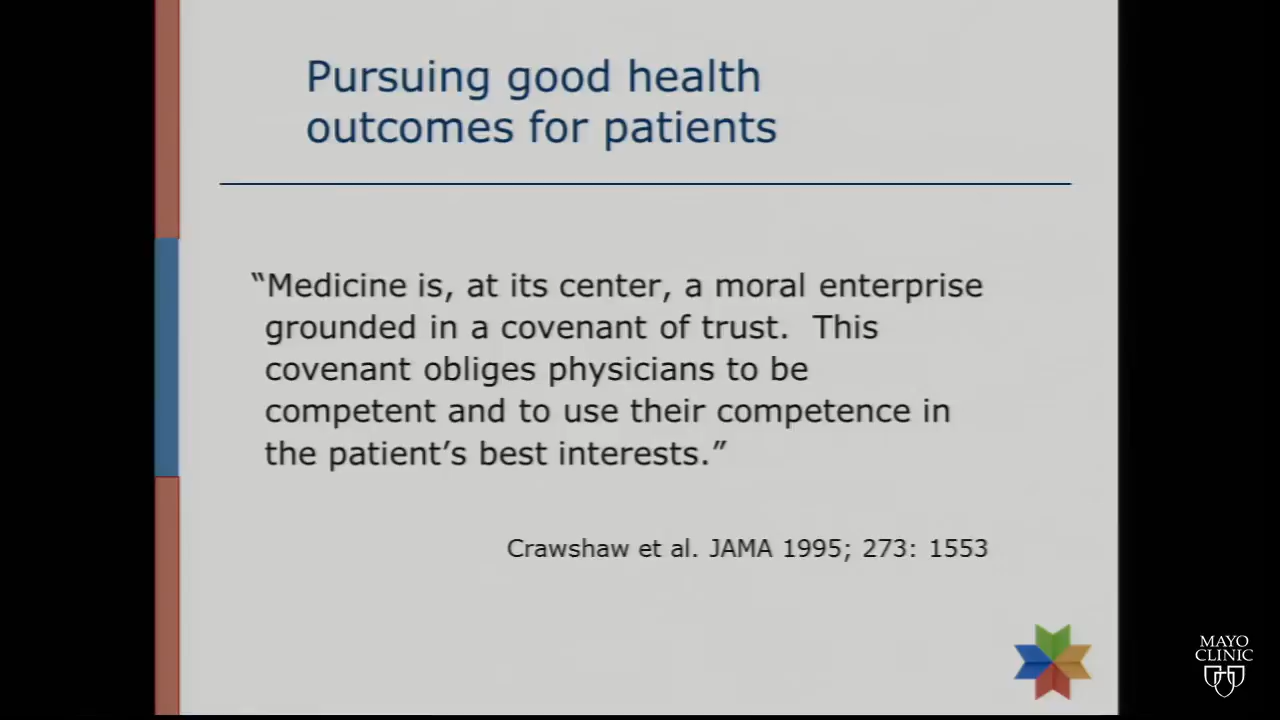 Pursuing good health
outcomes for patients
“Medicine is, at its center, a moral enterprise
grounded in a covenant of trust. This
covenant obliges physicians to be
competent and to use their competence in
the patient’s best interests.”
Crawshaw et al. JAMA 1995; 273: 1553
MAYO
CLINIC